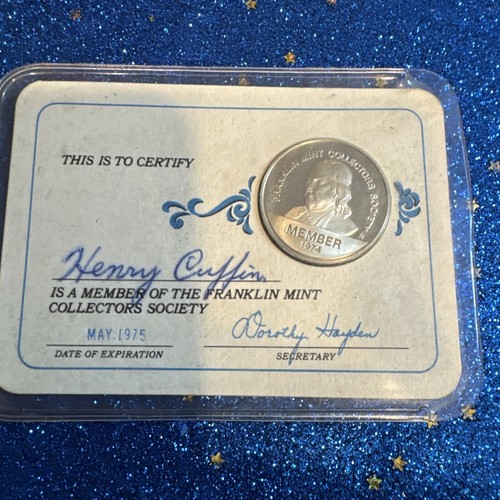 THIS IS TO CERTIFY
FRANKLIN MINT COLLECTORS SOCIETY
MEMBER
1974
Henry Cuffin
IS A MEMBER OF THE FRANKLIN MINT
COLLECTORS SOCIETY
MAY.1975
DATE OF EXPIRATION
Dorothy Hayden
SECRETARY